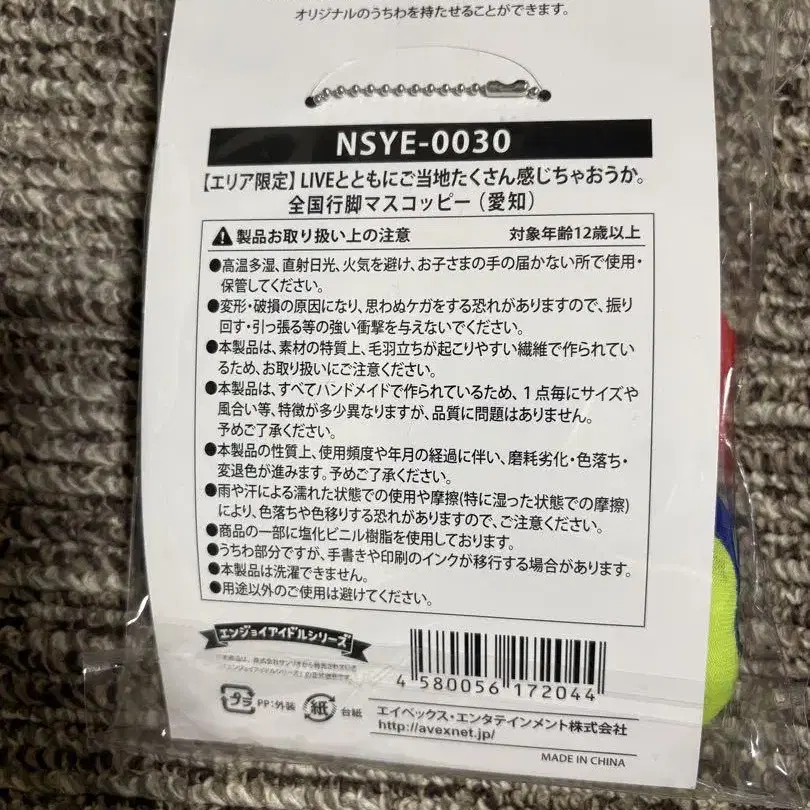 オリジナルのうちわを持たせることができます。
NSYE-0030
【エリア限定】LIVEとともにご当地たくさん感じちゃおうか。
全国行脚マスコッピー（愛知）
製品お取り扱い上の注意 対象年齢12歳以上
●高温多湿、直射日光、火気を避け、お子さまの手の届かない所で使用・
保管してください。
●変形・破損の原因になり、思わぬケガをする恐れがありますので、振り
回す・引っ張る等の強い衝撃を与えないでください。
●本製品は、素材の特質上、毛羽立ちが起こりやすい繊維で作られてい
るため、お取り扱いにご注意ください。
●本製品は、すべてハンドメイドで作られているため、1点毎にサイズや
風合い等、特徴が多少異なりますが、品質に問題はありません。
予めご了承ください。
●本製品の性質上、使用頻度や年月の経過に伴い、磨耗劣化・色落ち・
変退色が進みます。予めご了承ください。
●雨や汗による濡れた状態での使用や摩擦(特に湿った状態での摩擦)
により、色落ちや色移りする恐れがありますので、ご注意ください。
●商品の一部に塩化ビニル樹脂を使用しております。
●うちわ部分ですが、手書きや印刷のインクが移行する場合があります。
●本製品は洗濯できません。
●用途以外のご使用は避けてください。
エンジョイアイドルシリーズ
4 580056 172044
プラ PP:外装 紙 台紙
エイベックス・エンタテインメント株式会社
http://avexnet.jp/
MADE IN CHINA